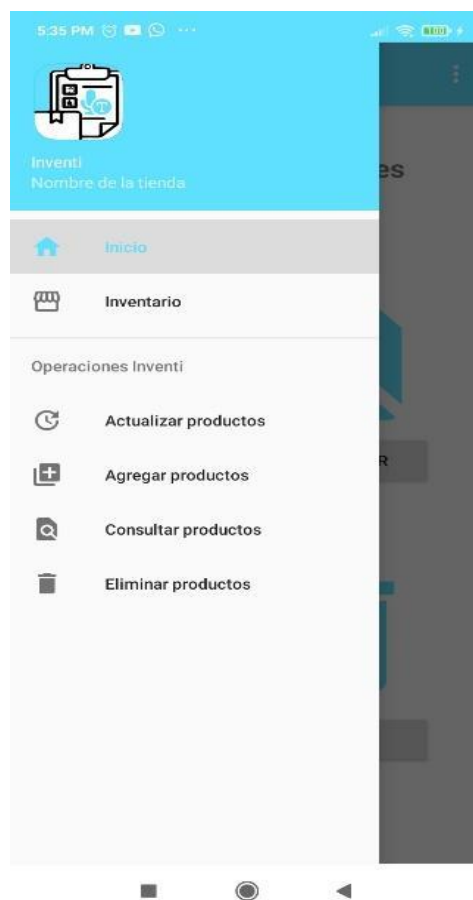 5:35 PM
100
Inventi
Nombre de la tienda
es
Inicio
Inventario
Operaciones Inventi
Actualizar productos
R
Agregar productos
Consultar productos
Eliminar productos